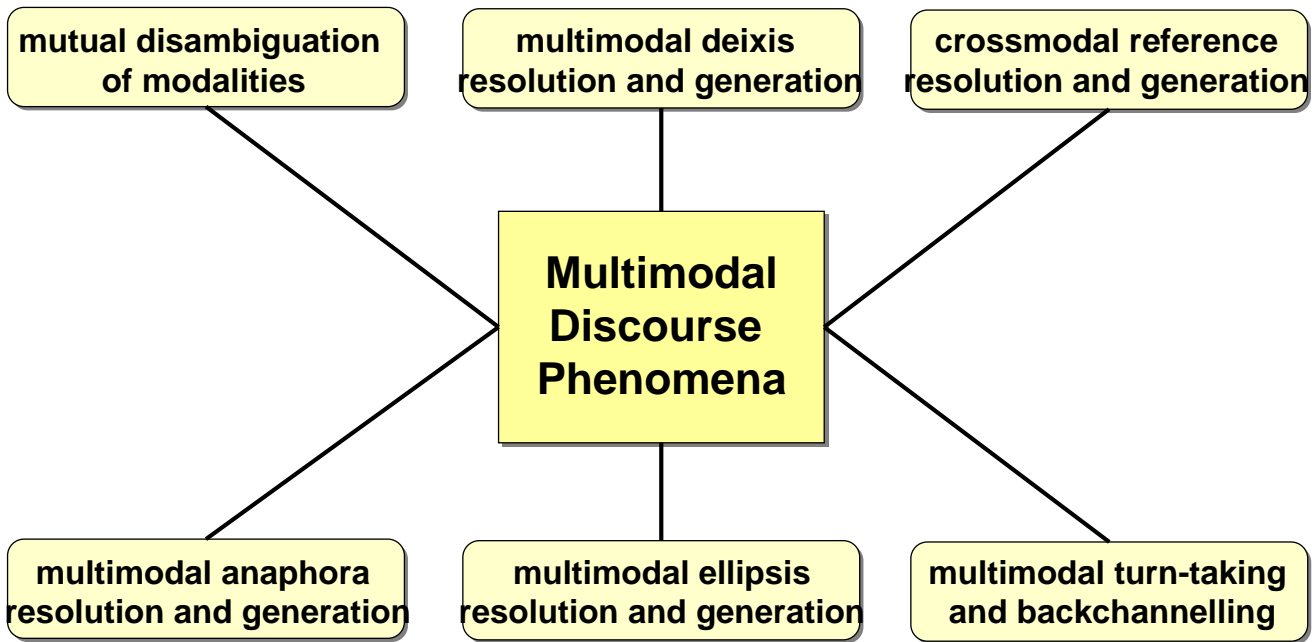 mutual disambiguation
of modalities
multimodal deixis
resolution and generation
crossmodal reference
resolution and generation
Multimodal
Discourse
Phenomena
multimodal anaphora
resolution and generation
multimodal ellipsis
resolution and generation
multimodal turn-taking
and backchannelling